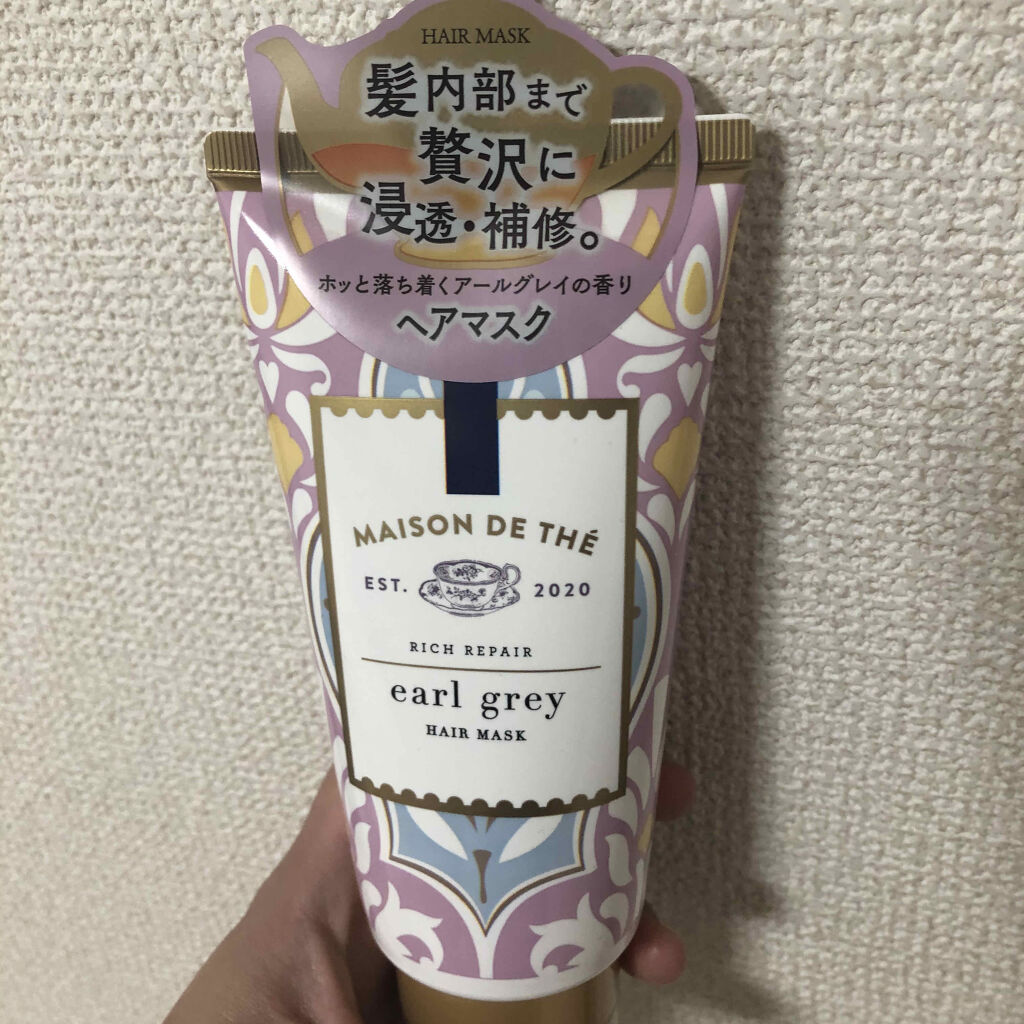 HAIR MASK
髪内部まで
贅沢に
浸透・補修。
ホッと落ち着くアールグレイの香り
ヘアマスク
MAISON DE THÉ
EST. 2020
RICH REPAIR
earl grey
HAIR MASK